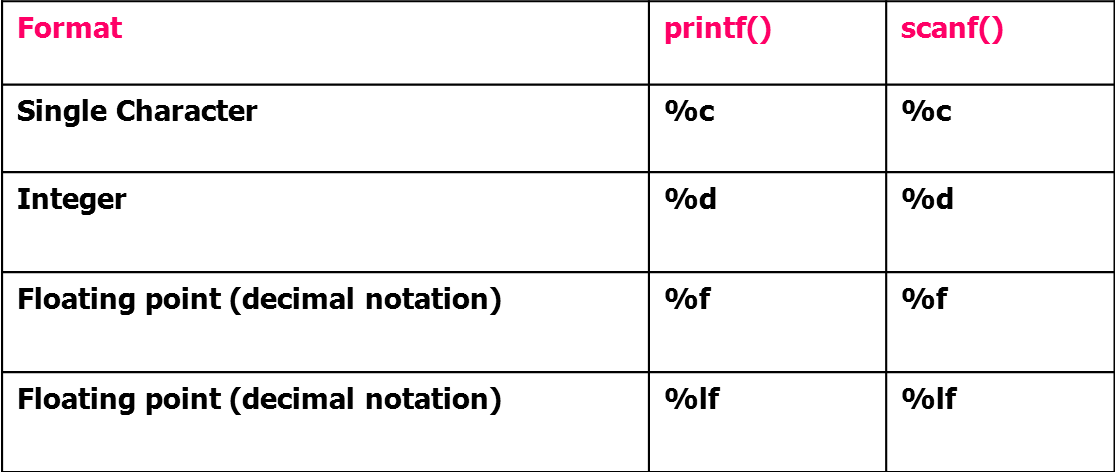 Format printf() scanf()
Single Character %c %c
Integer %d %d
Floating point (decimal notation) %f %f
Floating point (decimal notation) %lf %lf